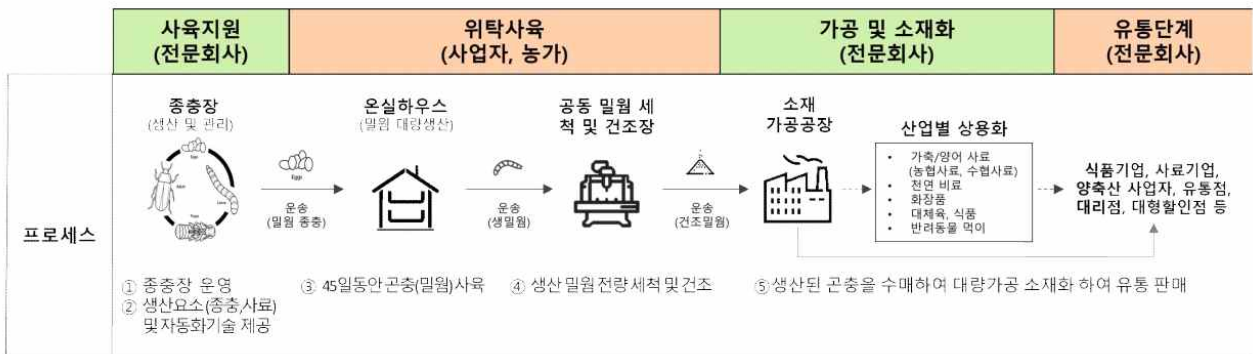 사육지원
(전문회사)
위탁사육
(사업자, 농가)
가공 및 소재화
(전문회사)
유통단계
(전문회사)
프로세스
종충장
(생산 및 관리)
Eggs
Larva
Pupa
Adult
Eggs
운송
(밀웜 종충)
온실하우스
(밀웜 대량생산)
운송
(생밀웜)
공동 밀웜 세
척 및 건조장
운송
(건조밀웜)
소재
가공공장
산업별 상용화
• 가축/양어 사료
(농협사료, 수협사료)
• 천연 비료
• 화장품
• 대체육, 식품
• 반려동물 먹이
식품기업, 사료기업,
양축산 사업자, 유통점,
대리점, 대형할인점 등
① 종충장 운영
② 생산요소(종충,사료)
및자동화기술 제공
③ 45일동안 곤충(밀웜)사육
④ 생산 밀웜 전량 세척 및 건조
⑤ 생산된 곤충을 수매하여 대량가공 소재화 하여 유통 판매